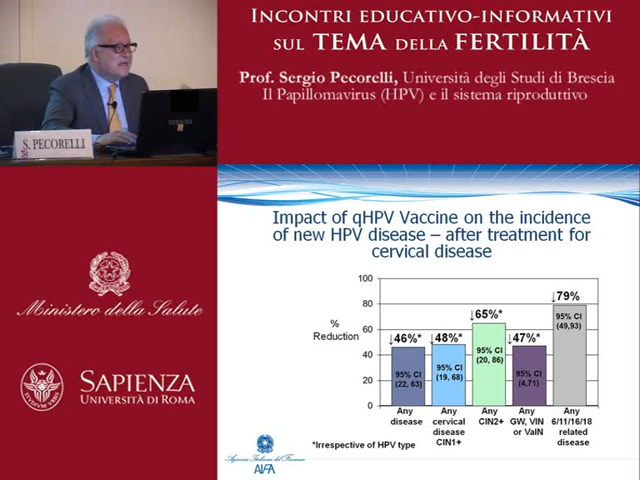 INCONTRI EDUCATIVO-INFORMATIVI
SUL TEMA DELLA FERTILITÀ
Prof. Sergio Pecorelli, Università degli Studi di Brescia
Il Papillomavirus (HPV) e il sistema riproduttivo
TOSHIBA
S. PECORELLI
Ministero della Salute
SAPIENZA
UNIVERSITÀ DI ROMA
Impact of qHPV Vaccine on the incidence
of new HPV disease – after treatment for
cervical disease
%
Reduction
100
80
60
40
20
0
↓46%*
↓48%*
↓65%*
↓47%*
↓79%
95% CI
(22, 63)
95% CI
(19, 68)
95% CI
(20, 86)
95% CI
(4,71)
95% CI
(49,93)
Any
disease
Any
cervical
disease
CIN1+
Any
CIN2+
Any
GW, VIN
or VaIN
Any
6/11/16/18
related
disease
*Irrespective of HPV type
Agenzia Italiana del Farmaco
AIFA